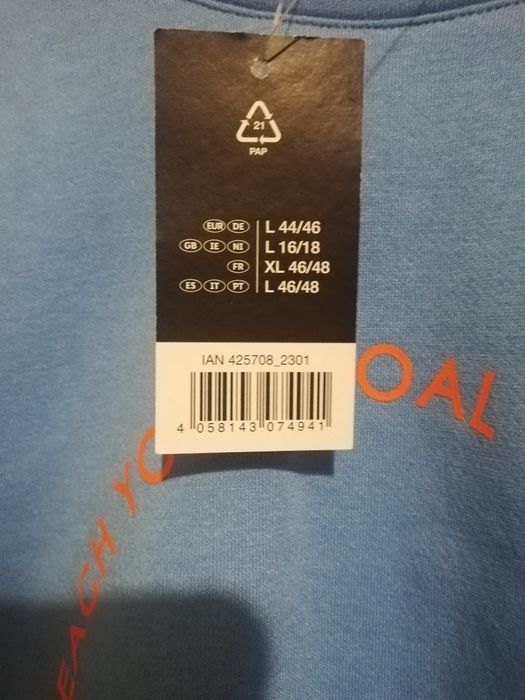 21
PAP
EUR DE L 44/46
GB IE NI L 16/18
FR XL 46/48
ES IT PT L 46/48
IAN 425708_2301
4 058143 074941
EACH YO OAL